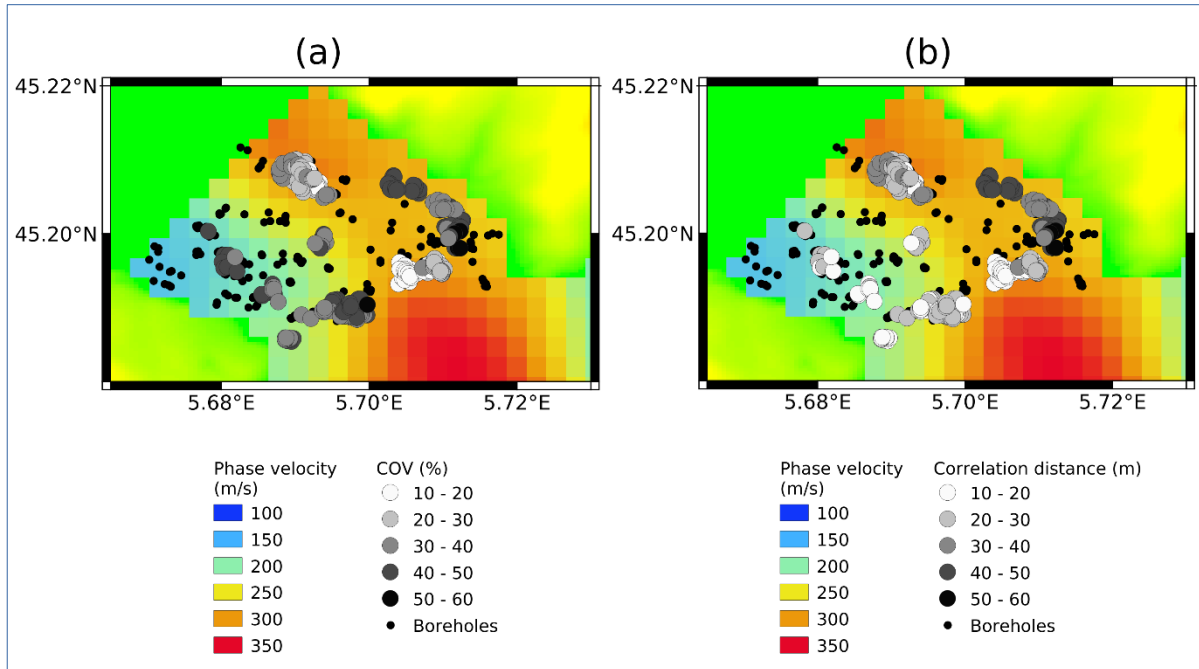 (a)
(b)
45.22°N
45.20°N
5.68°E 5.70°E 5.72°E
45.22°N
45.20°N
5.68°E 5.70°E 5.72°E
Phase velocity
(m/s)
100
150
200
250
300
350
COV (%)
10 - 20
20 - 30
30 - 40
40 - 50
50 - 60
Boreholes
Phase velocity
(m/s)
100
150
200
250
300
350
Correlation distance (m)
10 - 20
20 - 30
30 - 40
40 - 50
50 - 60
Boreholes